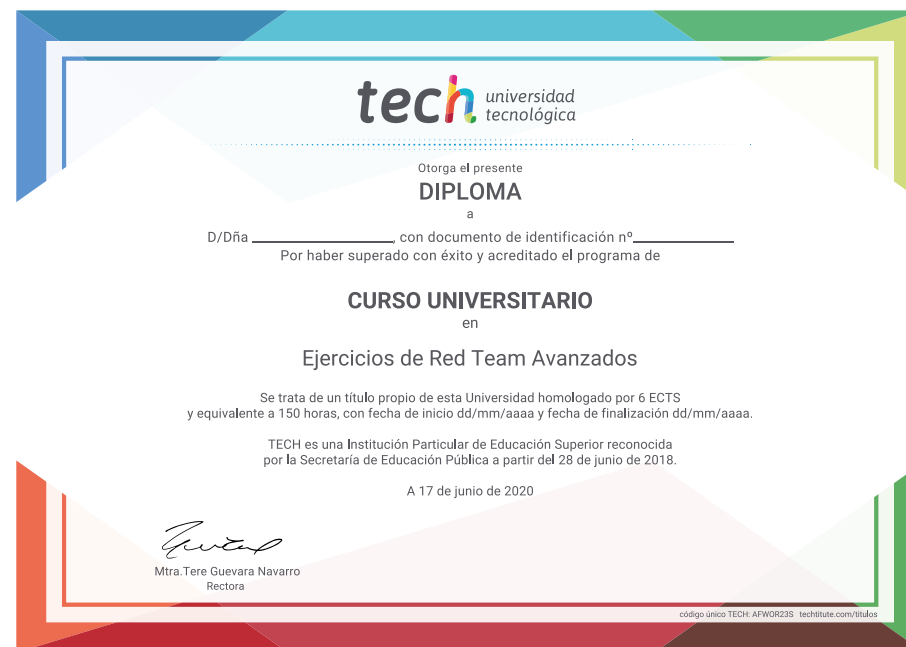 tech universidad
tecnológica
Otorga el presente
DIPLOMA
a
D/Dña ____________________, con documento de identificación nº______________
Por haber superado con éxito y acreditado el programa de
CURSO UNIVERSITARIO
en
Ejercicios de Red Team Avanzados
Se trata de un título propio de esta Universidad homologado por 6 ECTS
y equivalente a 150 horas, con fecha de inicio dd/mm/aaaa y fecha de finalización dd/mm/aaaa.
TECH es una Institución Particular de Educación Superior reconocida
por la Secretaría de Educación Pública a partir del 28 de junio de 2018.
A 17 de junio de 2020
Mtra.Tere Guevara Navarro
Rectora
código único TECH: AFWOR23S techtitute.com/titulos